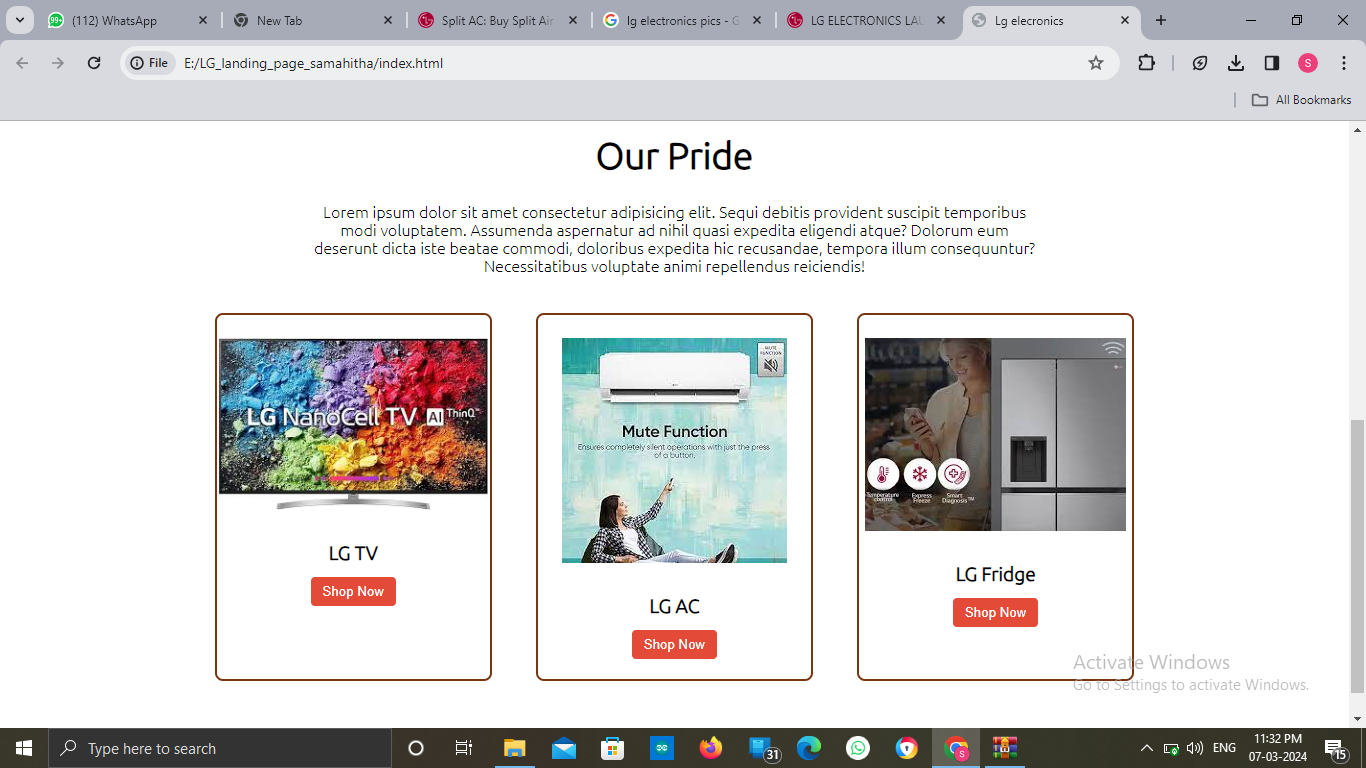 (112) WhatsApp
New Tab
Split AC: Buy Split Air
lg electronics pics - G
LG ELECTRONICS LAU
Lg elecronics
File
E:/LG_landing_page_samahitha/index.html
S
All Bookmarks
Our Pride
Lorem ipsum dolor sit amet consectetur adipisicing elit. Sequi debitis provident suscipit temporibus
modi voluptatem. Assumenda aspernatur ad nihil quasi expedita eligendi atque? Dolorum eum
deserunt dicta iste beatae commodi, doloribus expedita hic recusandae, tempora illum consequuntur?
Necessitatibus voluptate animi repellendus reiciendis!
LG NanoCell TV AI ThinQ™
LG TV
Shop Now
MUTE
FUNCTION
Mute Function
Ensures completely silent operations with just the press
of a button.
LG AC
Shop Now
Temperature
control
Express
Freeze
Smart
Diagnosis™
LG Fridge
Shop Now
Activate Windows
Go to Settings to activate Windows.
Type here to search
31
S
ENG
11:32 PM
07-03-2024
15